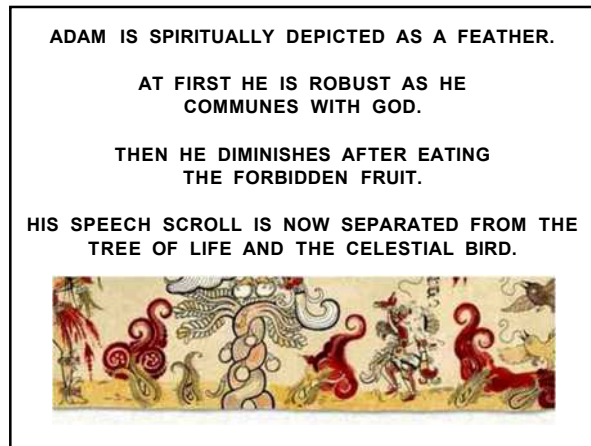 ADAM IS SPIRITUALLY DEPICTED AS A FEATHER.
AT FIRST HE IS ROBUST AS HE
COMMUNES WITH GOD.
THEN HE DIMINISHES AFTER EATING
THE FORBIDDEN FRUIT.
HIS SPEECH SCROLL IS NOW SEPARATED FROM THE
TREE OF LIFE AND THE CELESTIAL BIRD.